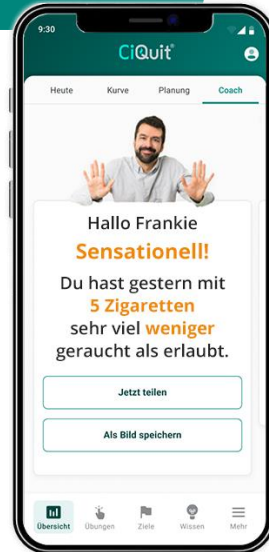 9:30
CiQuit®
Heute Kurve Planung Coach
Hallo Frankie
Sensationell!
Du hast gestern mit
5 Zigaretten
sehr viel weniger
geraucht als erlaubt.
Jetzt teilen
Als Bild speichern
Übersicht Übungen Ziele Wissen Mehr